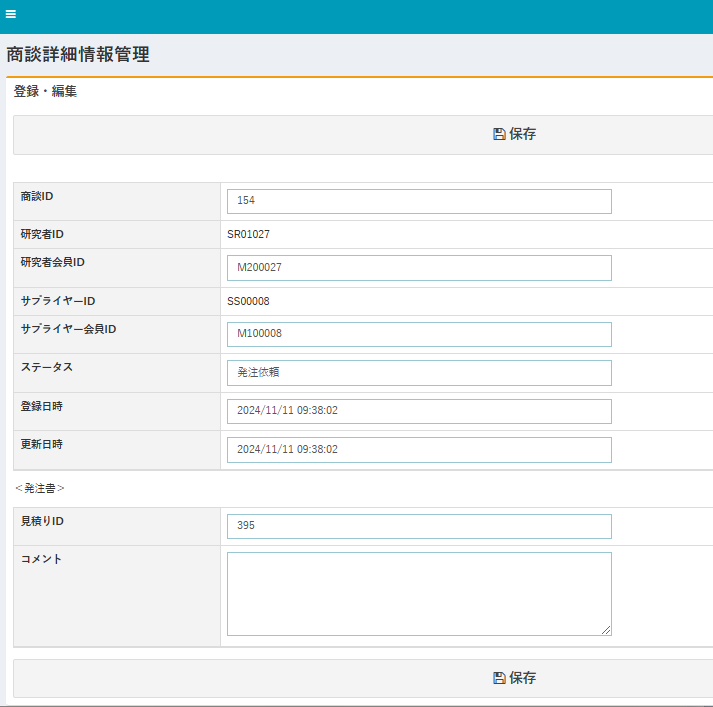 商談詳細情報管理
登録・編集
保存
商談ID 154
研究者ID SR01027
研究者会員ID M200027
サプライヤーID SS00008
サプライヤー会員ID M100008
ステータス 発注依頼
登録日時 2024/11/11 09:38:02
更新日時 2024/11/11 09:38:02
＜発注書＞
見積りID 395
コメント
保存